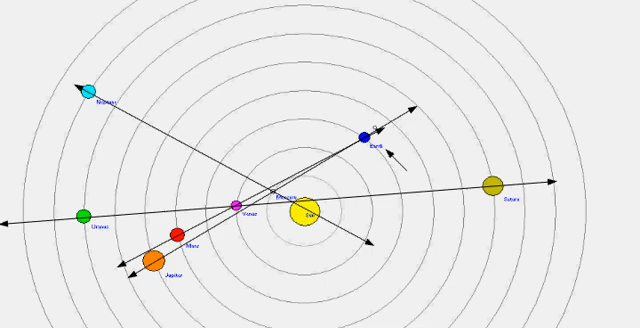 Neptune
Earth
Mercury
Venus
Sun
Saturn
Uranus
Mars
Jupiter